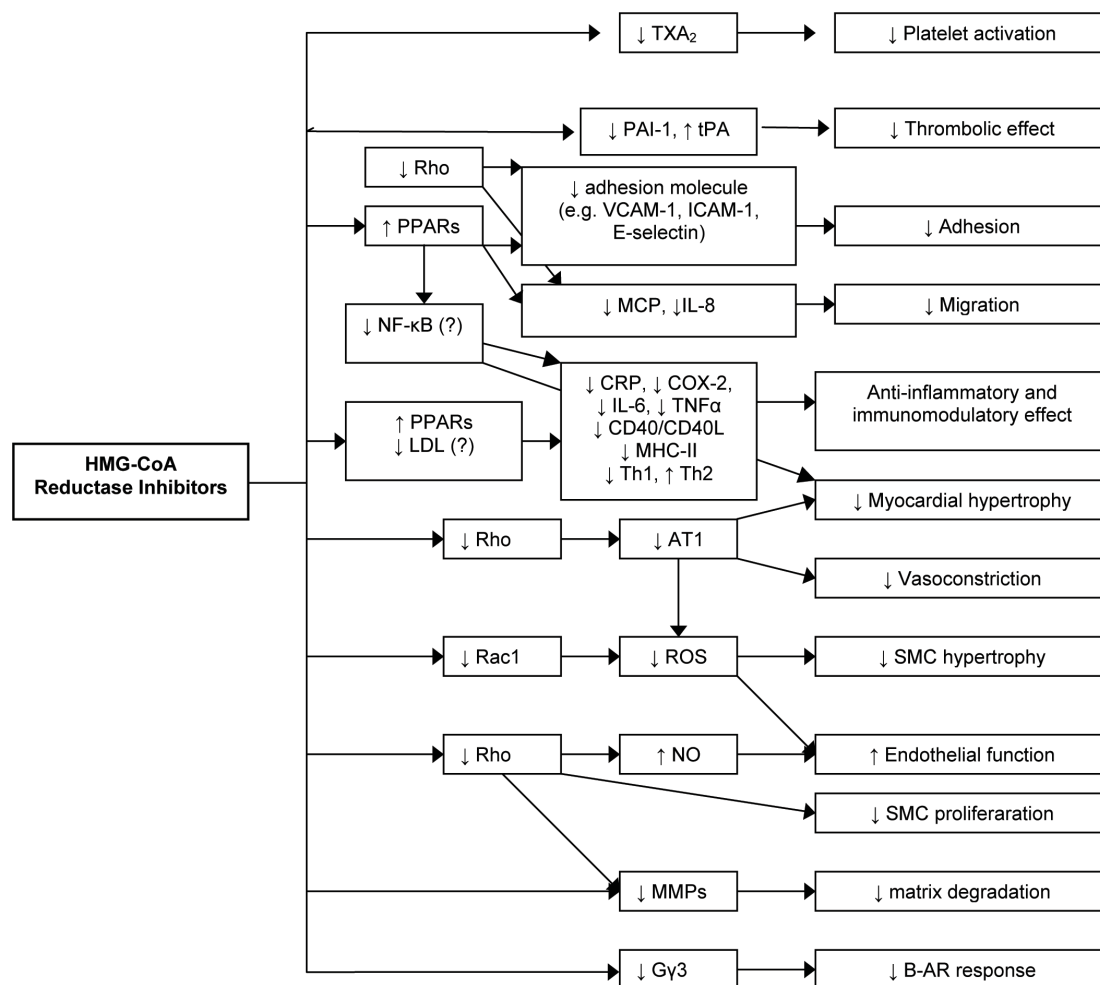 ↓ TXA₂
↓ Platelet activation
↓ PAI-1, ↑ tPA
↓ Thrombolic effect
↓ Rho
↓ adhesion molecule
(e.g. VCAM-1, ICAM-1,
E-selectin)
↑ PPARs
↓ Adhesion
↓ MCP, ↓IL-8
↓ Migration
↓ NF-κB (?)
↓ CRP, ↓ COX-2,
↓ IL-6, ↓ TNFα
↓ CD40/CD40L
↓ MHC-II
↓ Th1, ↑ Th2
Anti-inflammatory and
immunomodulatory effect
↑ PPARs
↓ LDL (?)
HMG-CoA
Reductase Inhibitors
↓ Myocardial hypertrophy
↓ Rho
↓ AT1
↓ Vasoconstriction
↓ Rac1
↓ ROS
↓ SMC hypertrophy
↓ Rho
↑ NO
↑ Endothelial function
↓ SMC proliferaration
↓ MMPs
↓ matrix degradation
↓ Gγ3
↓ B-AR response